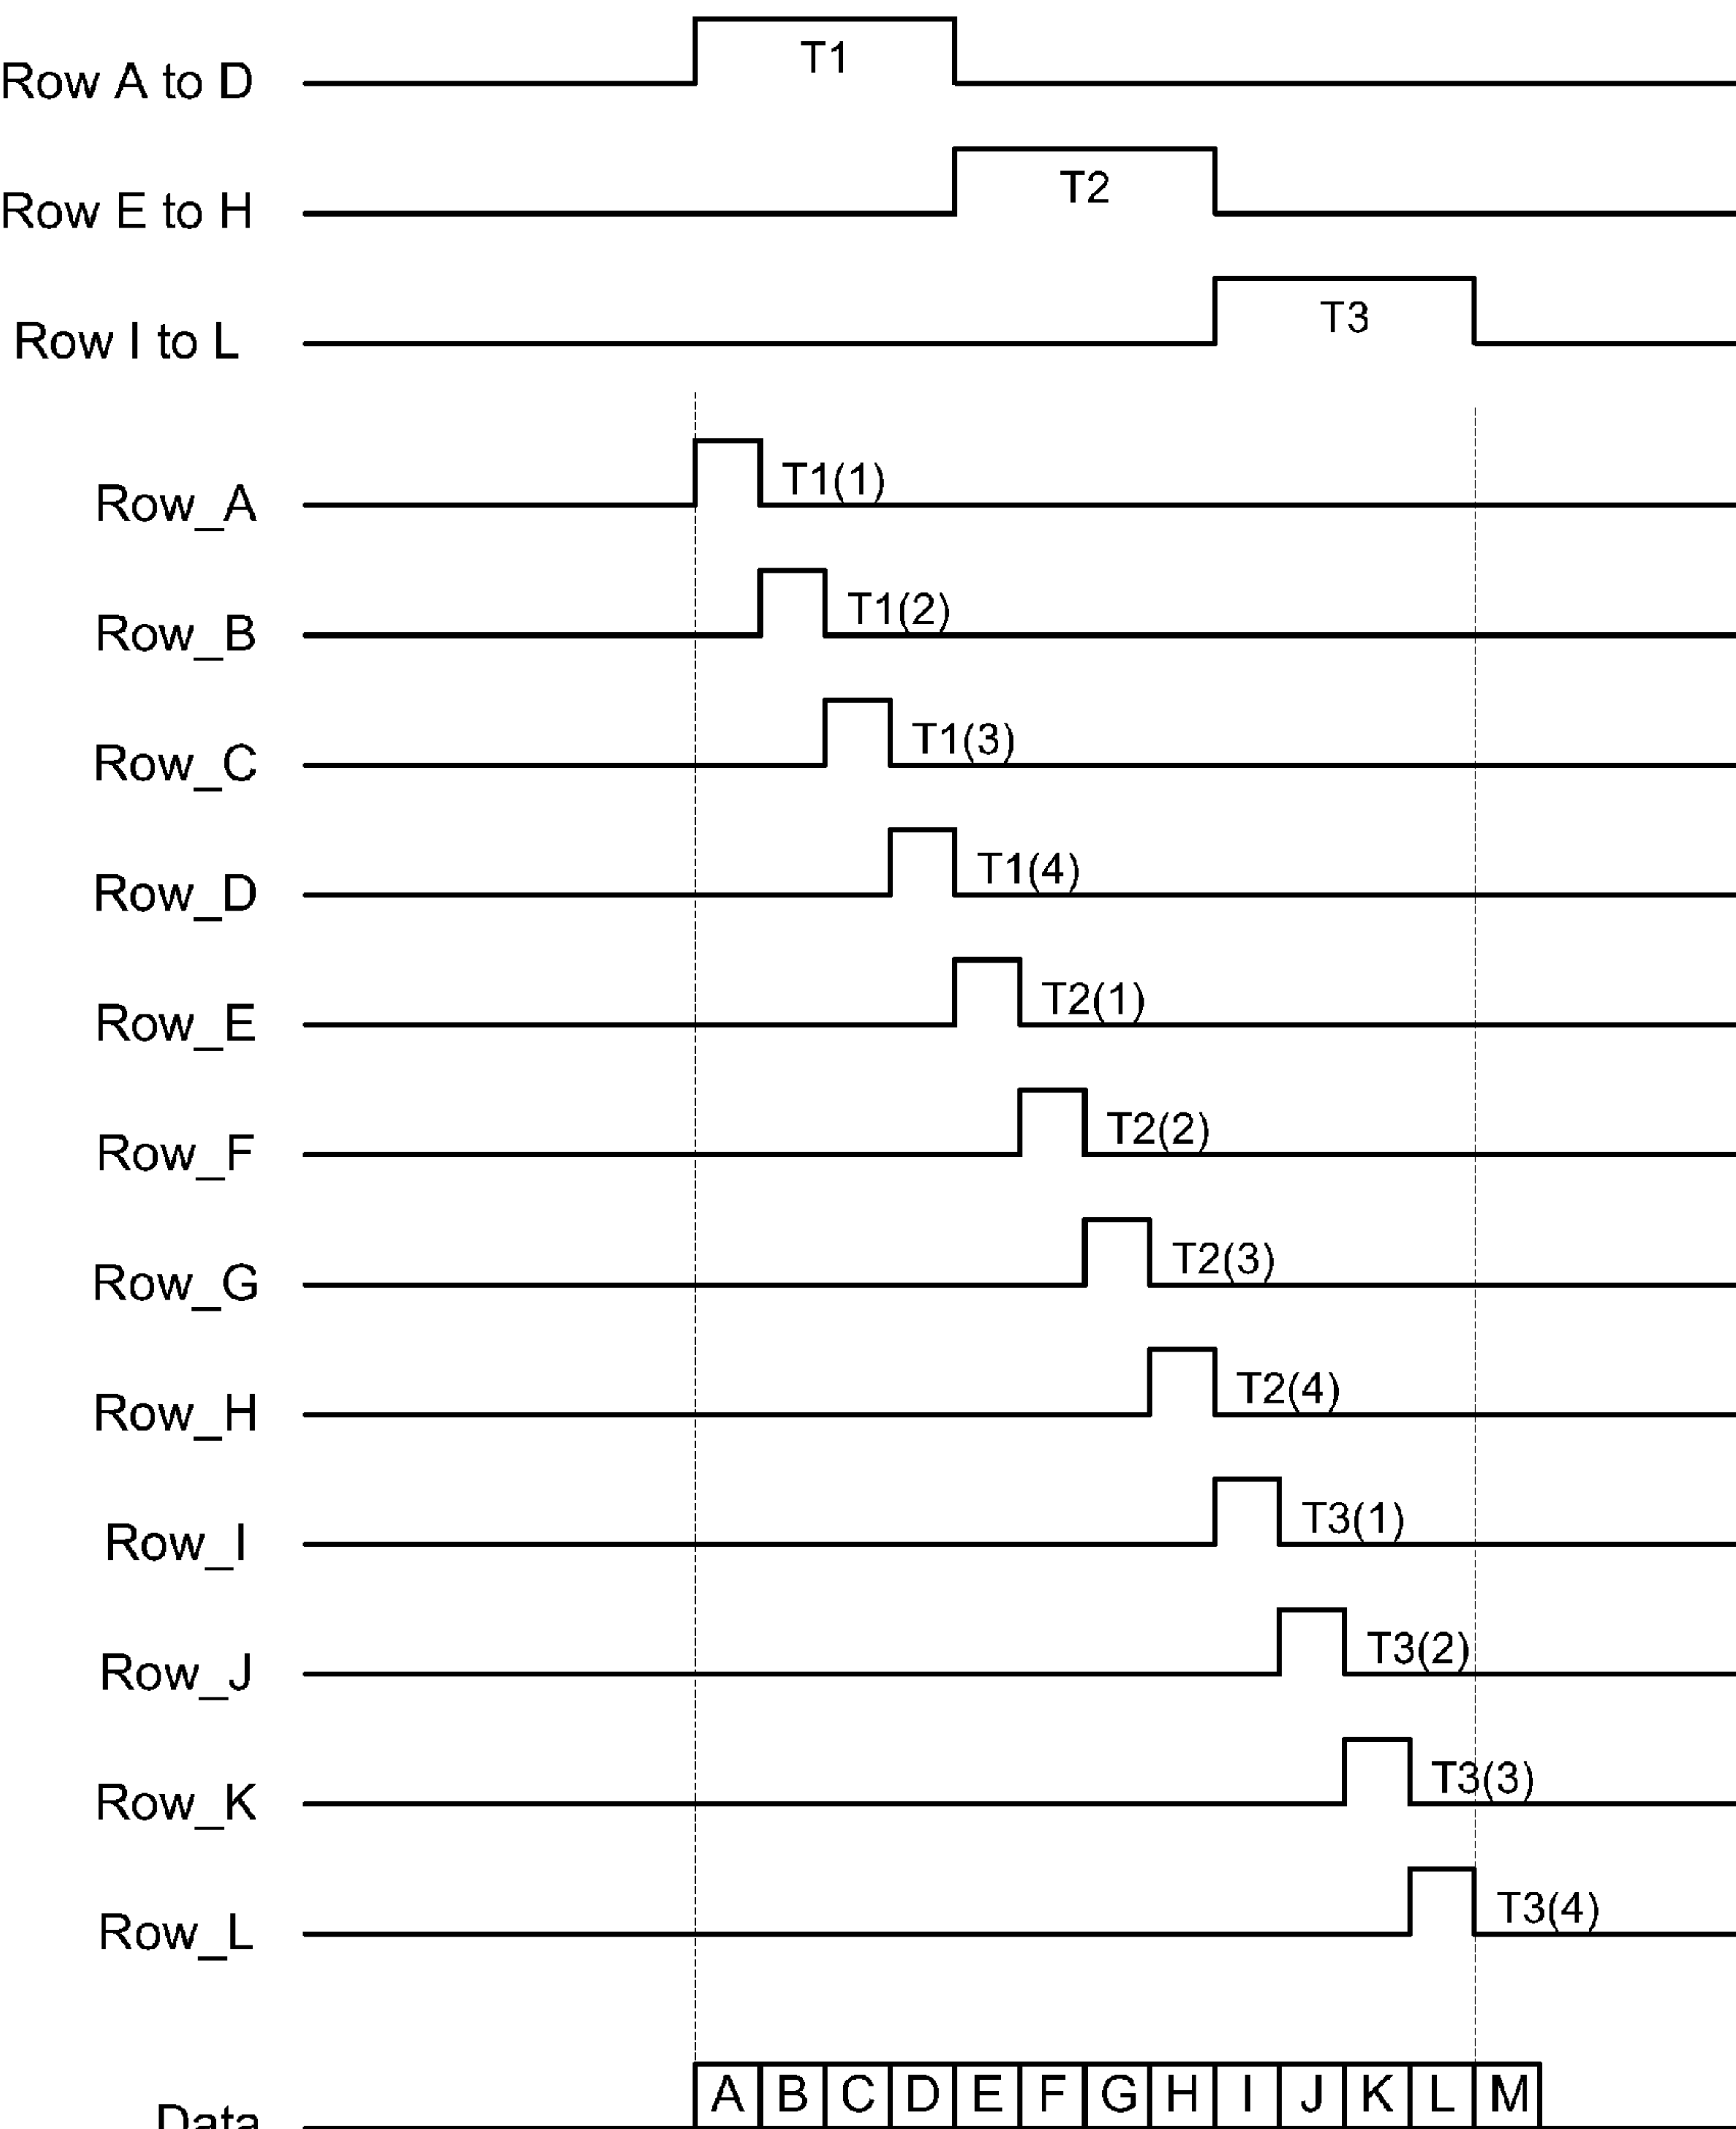 T1
Row A to D
T2
Row E to H
T3
Row I to L
T1(1)
Row_A
T1(2)
Row_B
T1(3)
Row_C
T1(4)
Row_D
T2(1)
Row_E
T2(2)
Row_F
T2(3)
Row_G
T2(4)
Row_H
T3(1)
Row_I
T3(2)
Row_J
T3(3)
Row_K
T3(4)
Row_L
A B C D E F G H I J K L M
Data